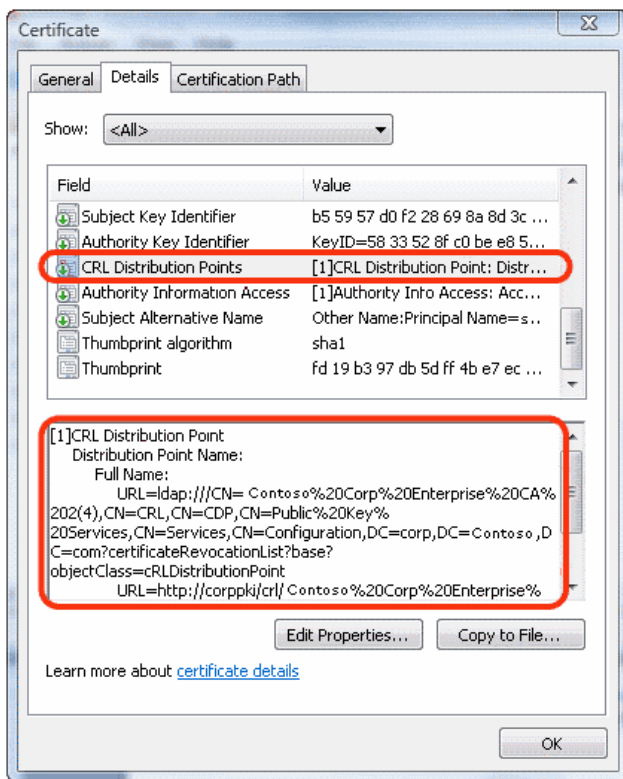 Certificate
General Details Certification Path
Show: <All>
Field Value
Subject Key Identifier b5 59 57 d0 f2 28 69 8a 8d 3c ...
Authority Key Identifier KeyID=58 33 52 8f c0 be e8 5...
CRL Distribution Points [1]CRL Distribution Point: Distr...
Authority Information Access [1]Authority Info Access: Acc...
Subject Alternative Name Other Name:Principal Name=s...
Thumbprint algorithm sha1
Thumbprint fd 19 b3 97 db 5d ff 4b e7 ec ...
[1]CRL Distribution Point
Distribution Point Name:
Full Name:
URL=ldap:///CN= Contoso%20Corp%20Enterprise%20CA%
202(4),CN=CRL,CN=CDP,CN=Public%20Key%
20Services,CN=Services,CN=Configuration,DC=corp,DC=Contoso ,D
C=com?certificateRevocationList?base?
objectClass=cRLDistributionPoint
URL=http://corppki/crl/ Contoso%20Corp%20Enterprise%
Edit Properties... Copy to File...
Learn more about certificate details
OK